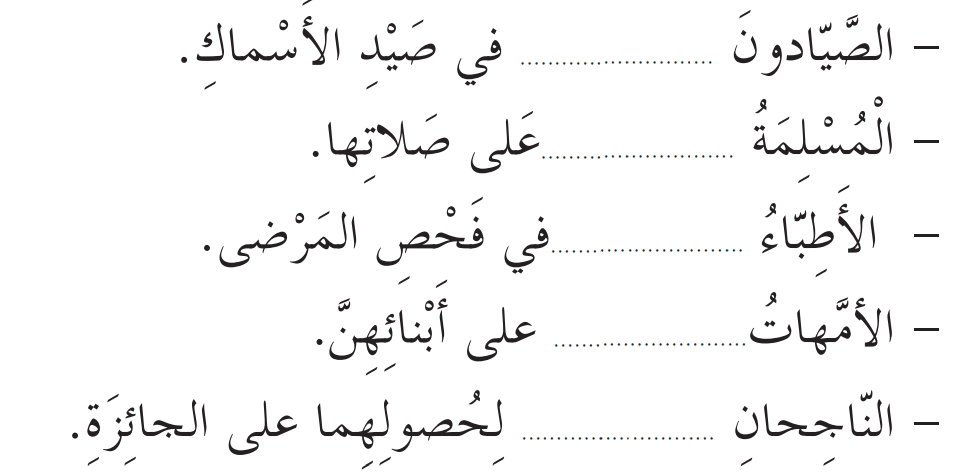 – الصَّيّادونَ ............................ في صَيْدِ الأَسْماكِ.
– الْمُسْلِمَةُ ............................عَلى صَلاتِها.
– الأَطِبّاءُ ............................في فَحْصِ المَرْضى.
– الأمَّهاتُ ............................ على أَبْنائِهِنَّ.
– النّاجِحانِ ............................ لِحُصولِهِما على الجائِزَةِ.